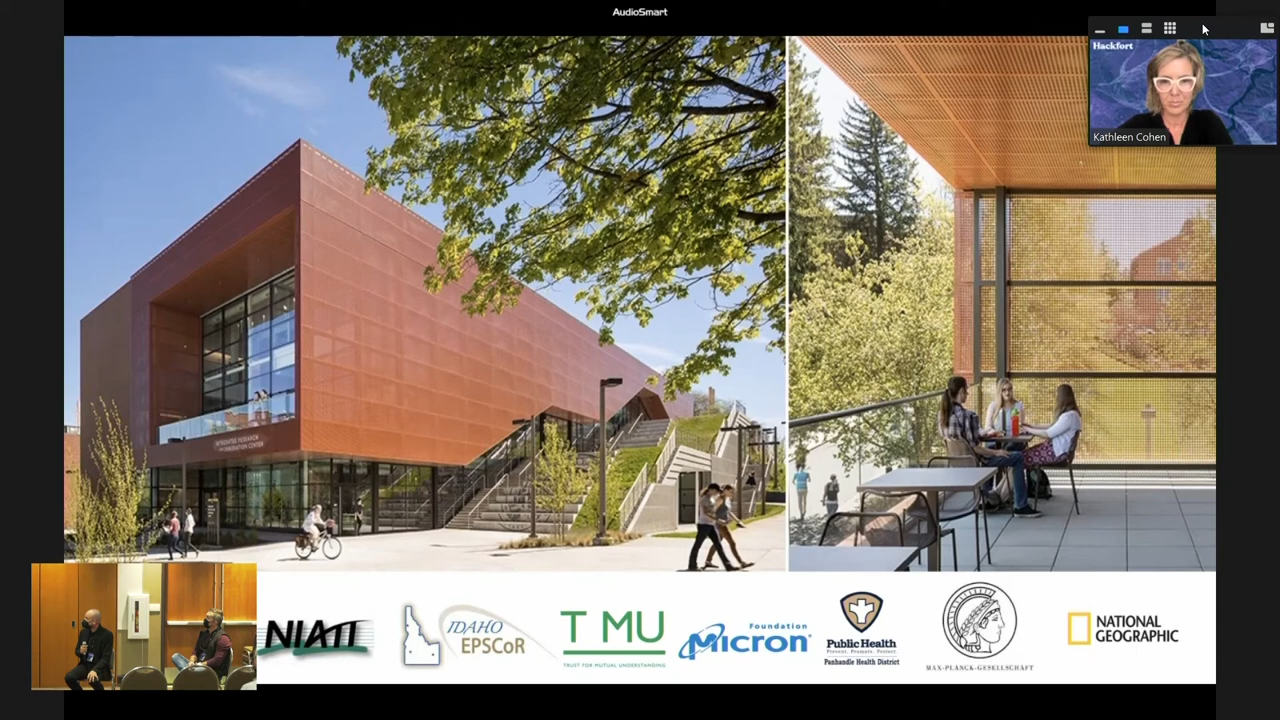 AudioSmart
Hackfort
Kathleen Cohen
INTEGRATED RESEARCH
AND INNOVATION CENTER
NIATT
IDAHO
EPSCoR
TMU
TRUST FOR MUTUAL UNDERSTANDING
Foundation
Micron
Public Health
Prevent. Promote. Protect.
Panhandle Health District
MAX-PLANCK-GESELLSCHAFT
NATIONAL
GEOGRAPHIC